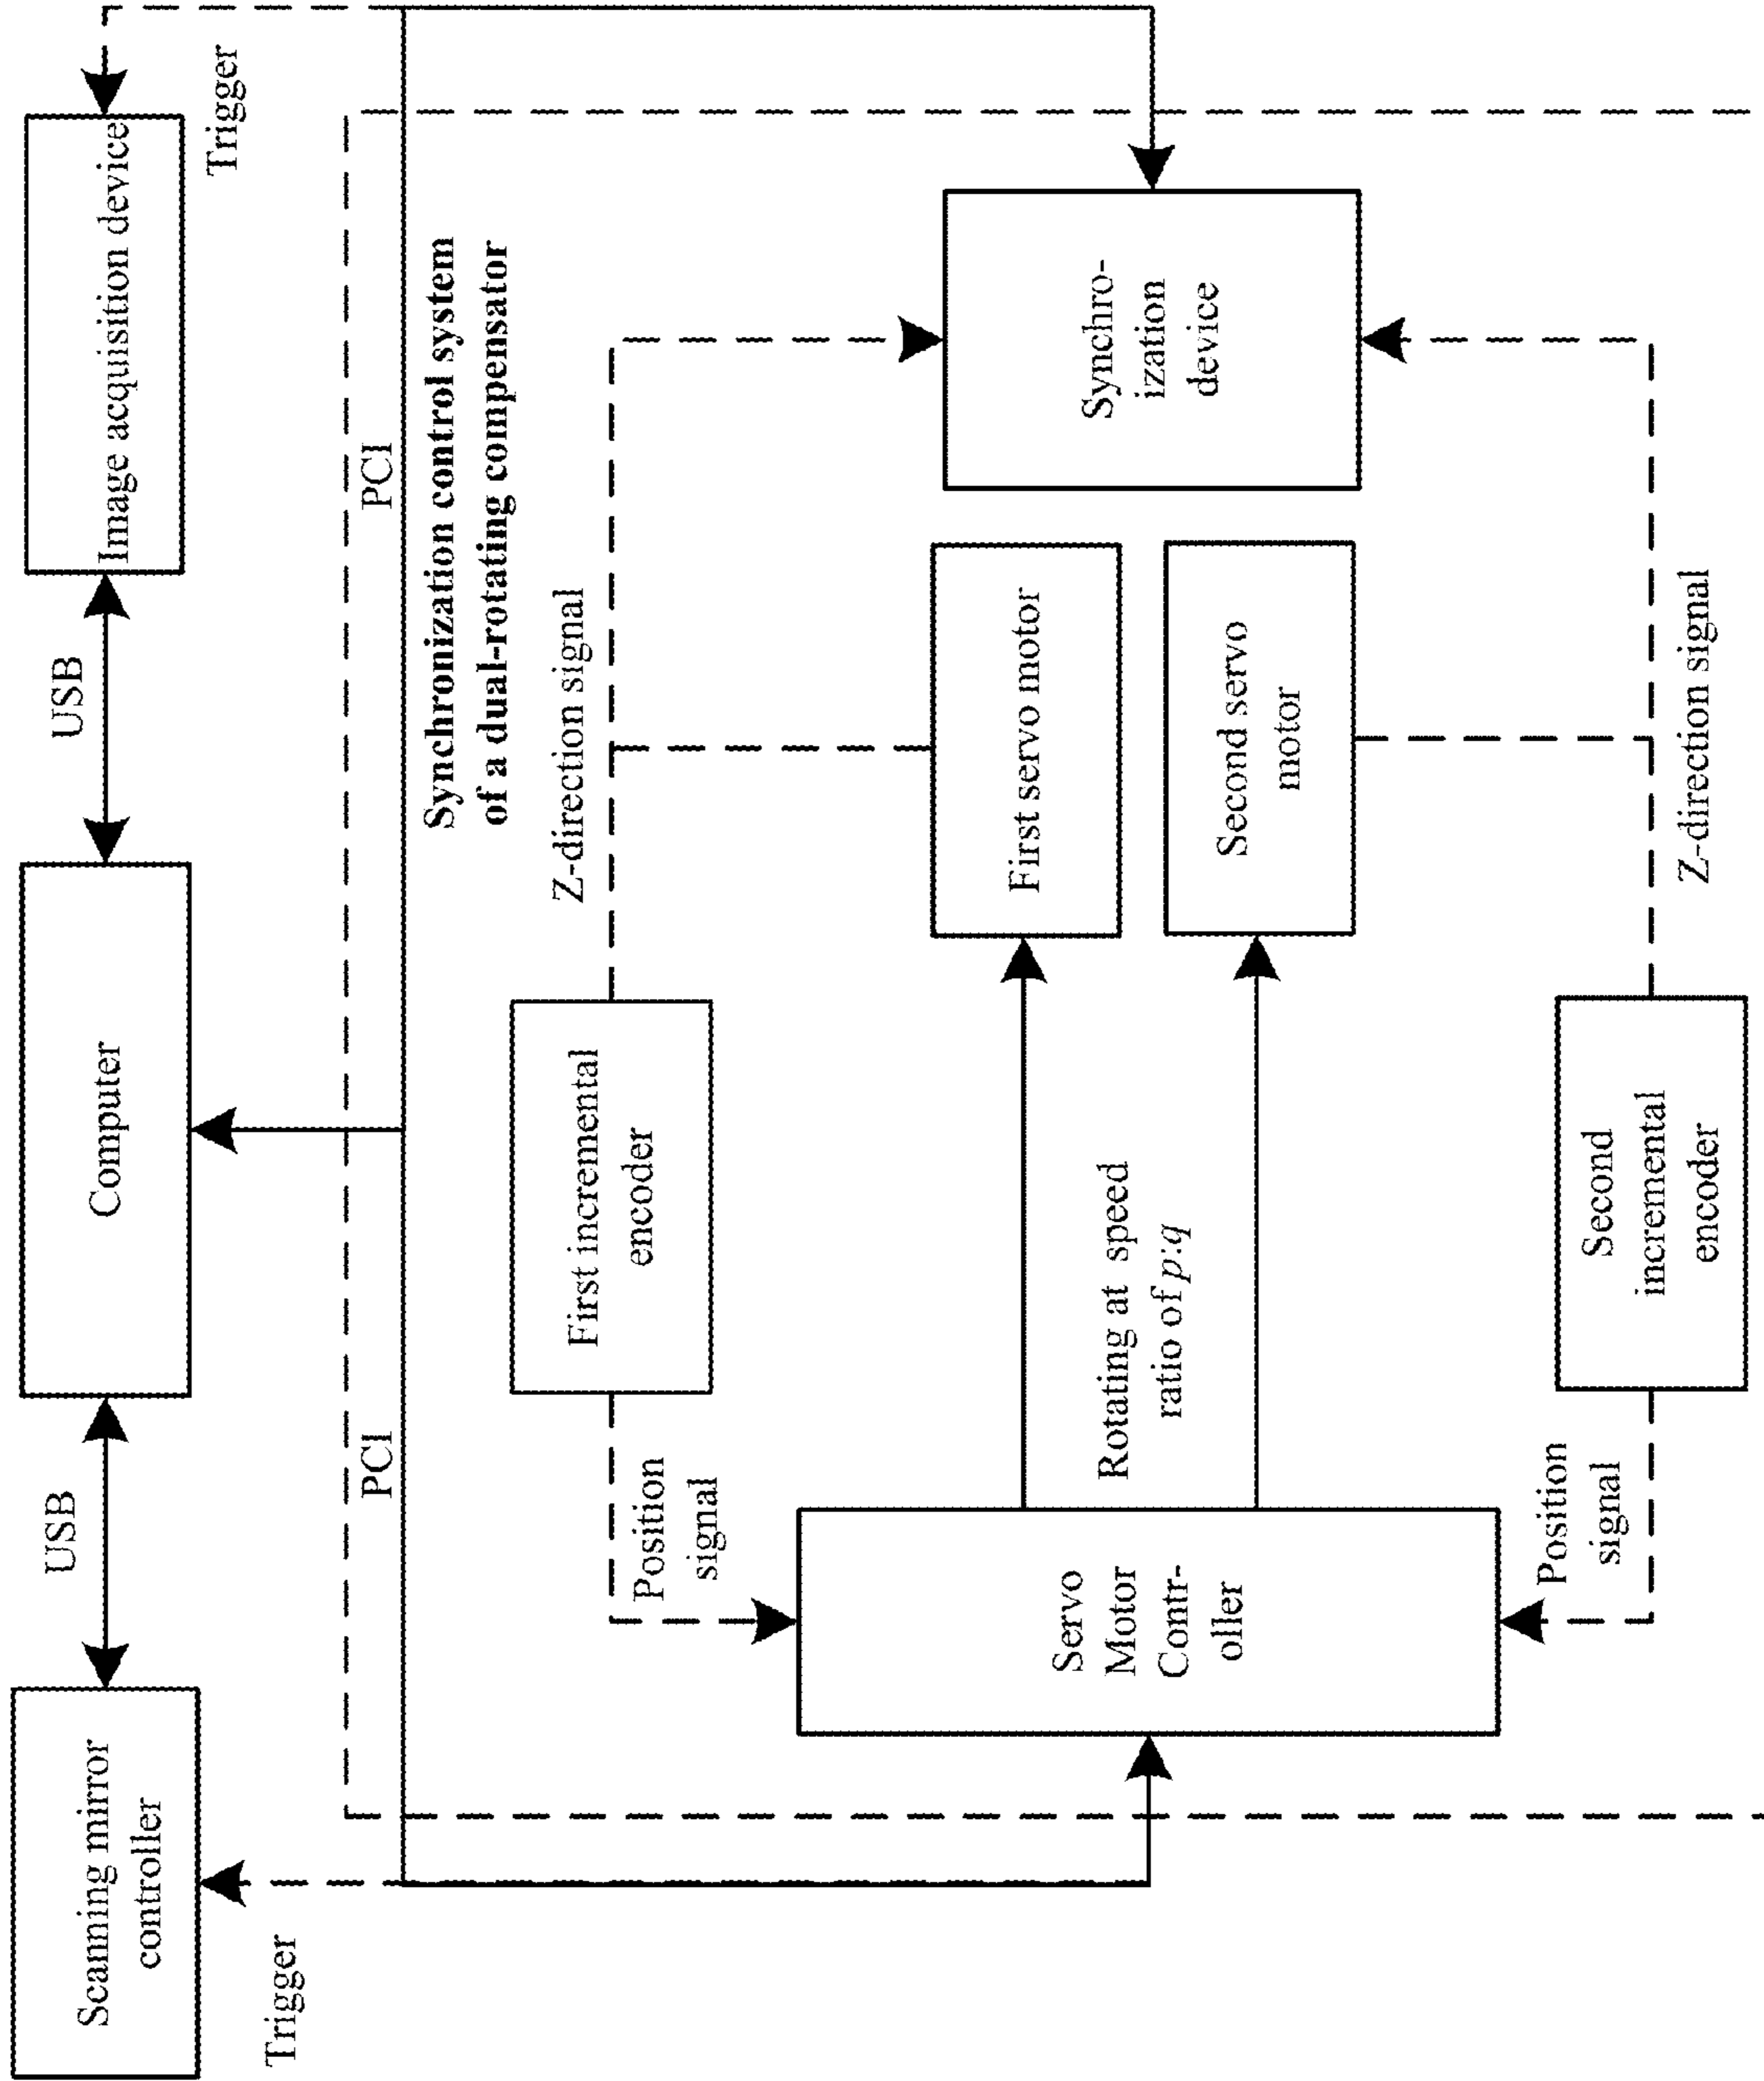 Scanning mirror
controller
USB
Computer
USB
Image acquisition device
Trigger
Trigger
PCI
PCI
Synchronization control system
of a dual-rotating compensator
Position
signal
First incremental
encoder
Z-direction signal
Servo
Motor
Contr-
oller
Rotating at speed
ratio of p:q
First servo motor
Second servo
motor
Synchro-
ization
device
Position
signal
Second
incremental
encoder
Z-direction signal